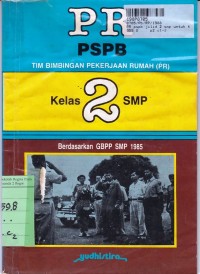 PR
PSPB
TIM BIMBINGAN PEKERJAAN RUMAH (PR)
Kelas 2 SMP
Berdasarkan GBPP SMP 1985
yudhistira